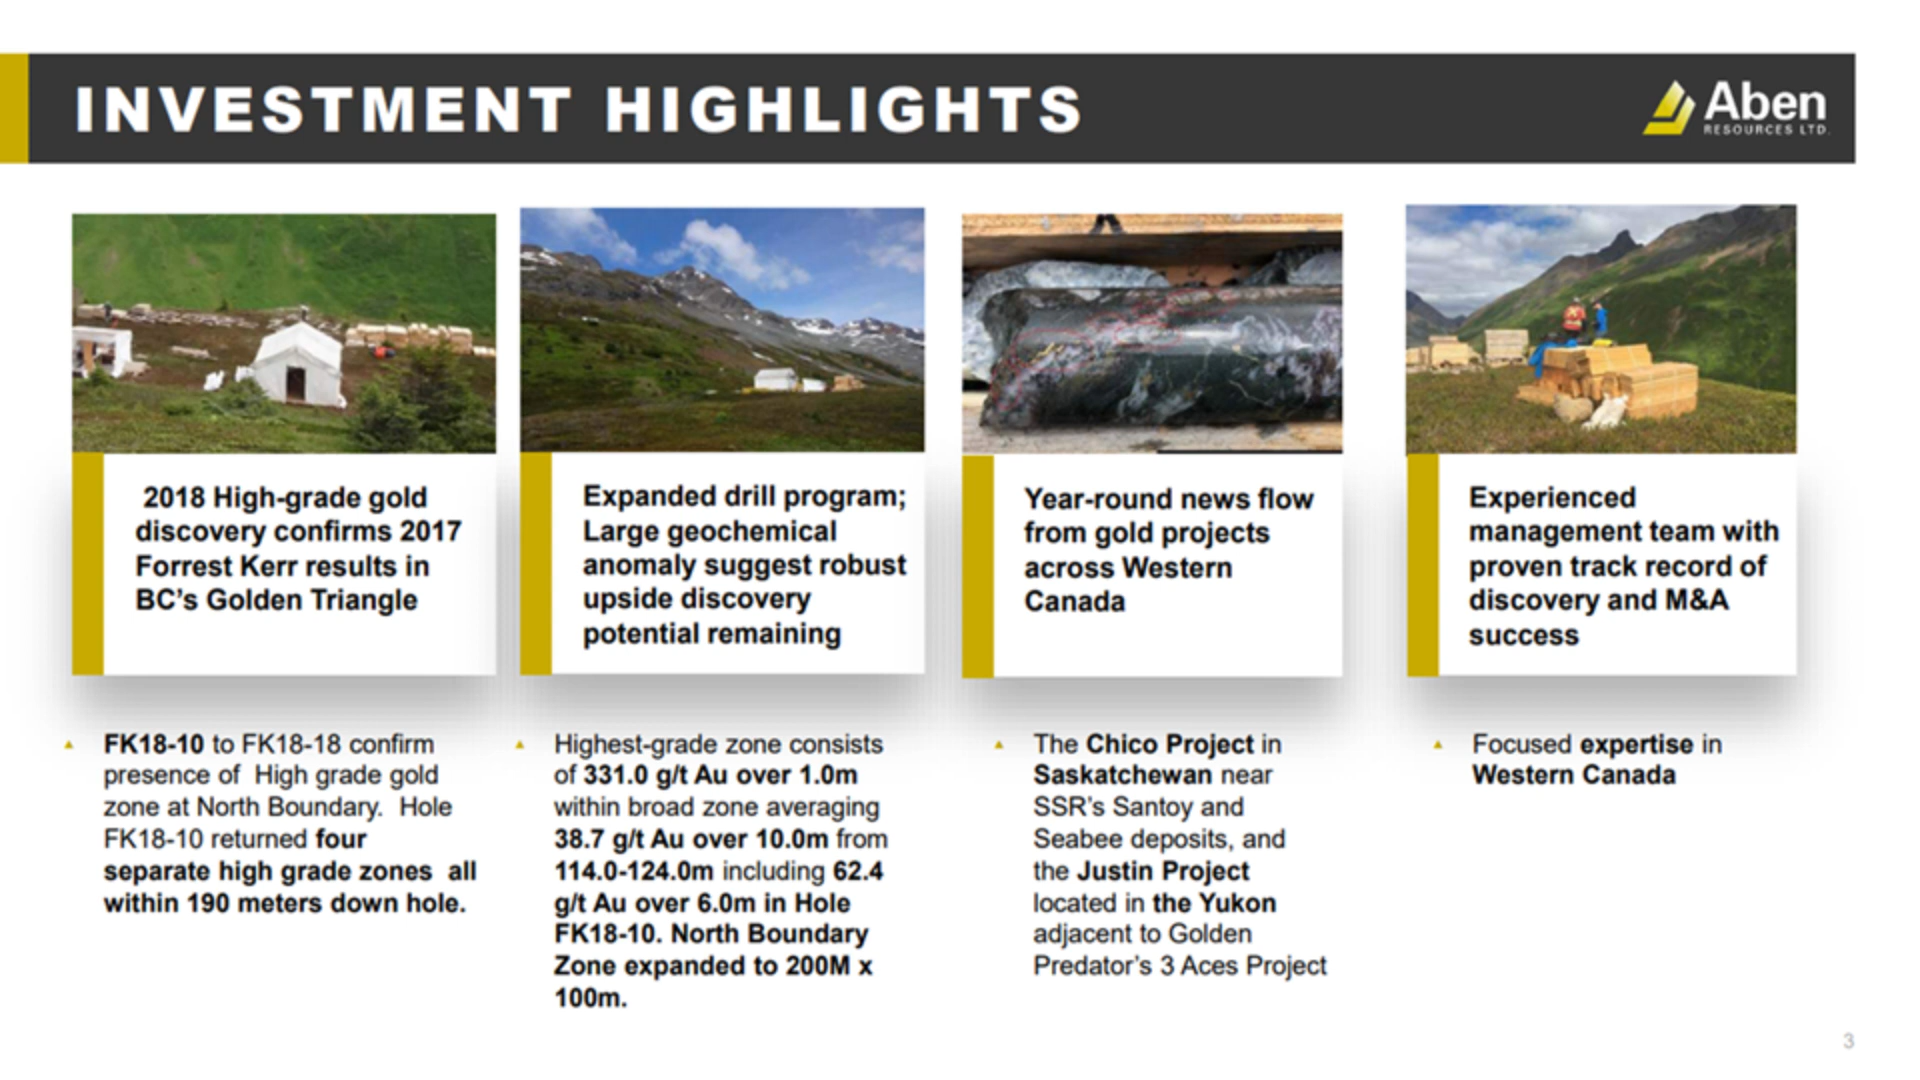 INVESTMENT HIGHLIGHTS
Aben
RESOURCES LTD.
2018 High-grade gold
discovery confirms 2017
Forrest Kerr results in
BC's Golden Triangle
Expanded drill program;
Large geochemical
anomaly suggest robust
upside discovery
potential remaining
Year-round news flow
from gold projects
across Western
Canada
Experienced
management team with
proven track record of
discovery and M&A
success
FK18-10 to FK18-18 confirm
presence of High grade gold
zone at North Boundary. Hole
FK18-10 returned four
separate high grade zones all
within 190 meters down hole.
Highest-grade zone consists
of 331.0 g/t Au over 1.0m
within broad zone averaging
38.7 g/t Au over 10.0m from
114.0-124.0m including 62.4
g/t Au over 6.0m in Hole
FK18-10. North Boundary
Zone expanded to 200M x
100m.
The Chico Project in
Saskatchewan near
SSR's Santoy and
Seabee deposits, and
the Justin Project
located in the Yukon
adjacent to Golden
Predator's 3 Aces Project
Focused expertise in
Western Canada
3